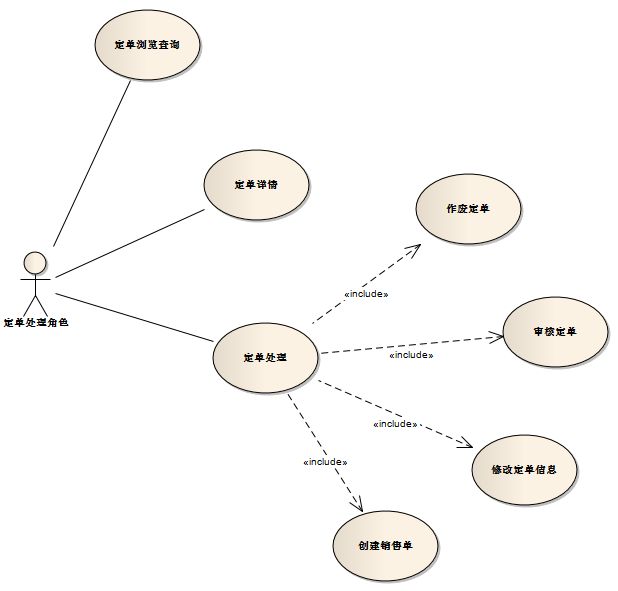 定单浏览查询
定单详情
作废定单
定单处理角色
«include»
审核定单
定单处理
«include»
«include»
修改定单信息
«include»
创建销售单